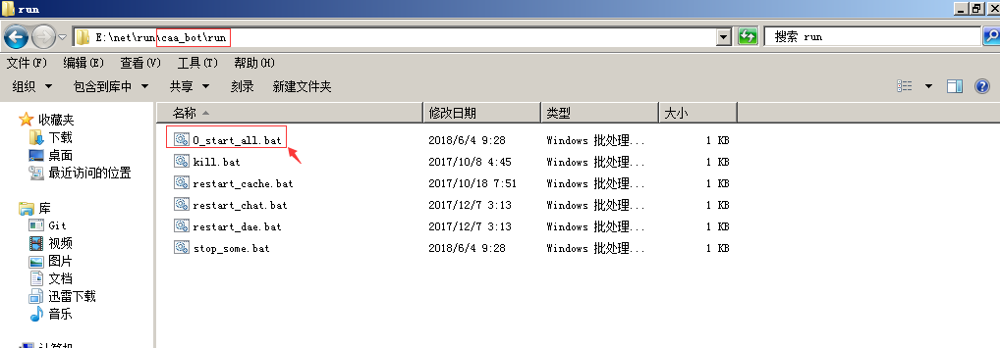 run
E:\net\run\caa_bot\run
搜索 run
文件(F) 编辑(E) 查看(V) 工具(T) 帮助(H)
组织 包含到库中 共享 刻录 新建文件夹
名称 修改日期 类型 大小
收藏夹
下载
桌面
最近访问的位置
库
Git
视频
图片
文档
迅雷下载
音乐
计算机
0_start_all.bat 2018/6/4 9:28 Windows 批处理... 1 KB
kill.bat 2017/10/8 4:45 Windows 批处理... 1 KB
restart_cache.bat 2017/10/18 7:51 Windows 批处理... 1 KB
restart_chat.bat 2017/12/7 3:13 Windows 批处理... 1 KB
restart_dae.bat 2017/12/7 3:13 Windows 批处理... 1 KB
stop_some.bat 2018/6/4 9:28 Windows 批处理... 1 KB